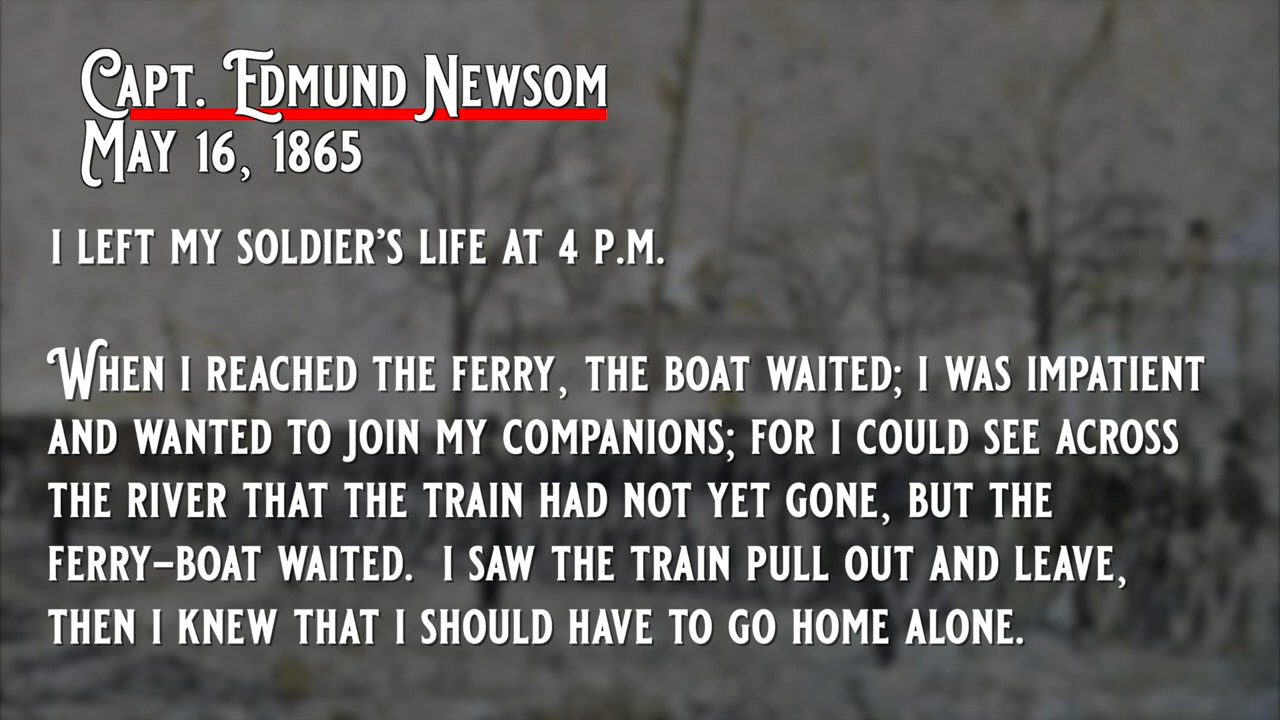 Capt. Edmund Newsom
May 16, 1865
I left my soldier’s life at 4 p.m.
When I reached the ferry, the boat waited; I was impatient
and wanted to join my companions; for I could see across
the river that the train had not yet gone, but the
ferry–boat waited.  I saw the train pull out and leave,
then I knew that I should have to go home alone.